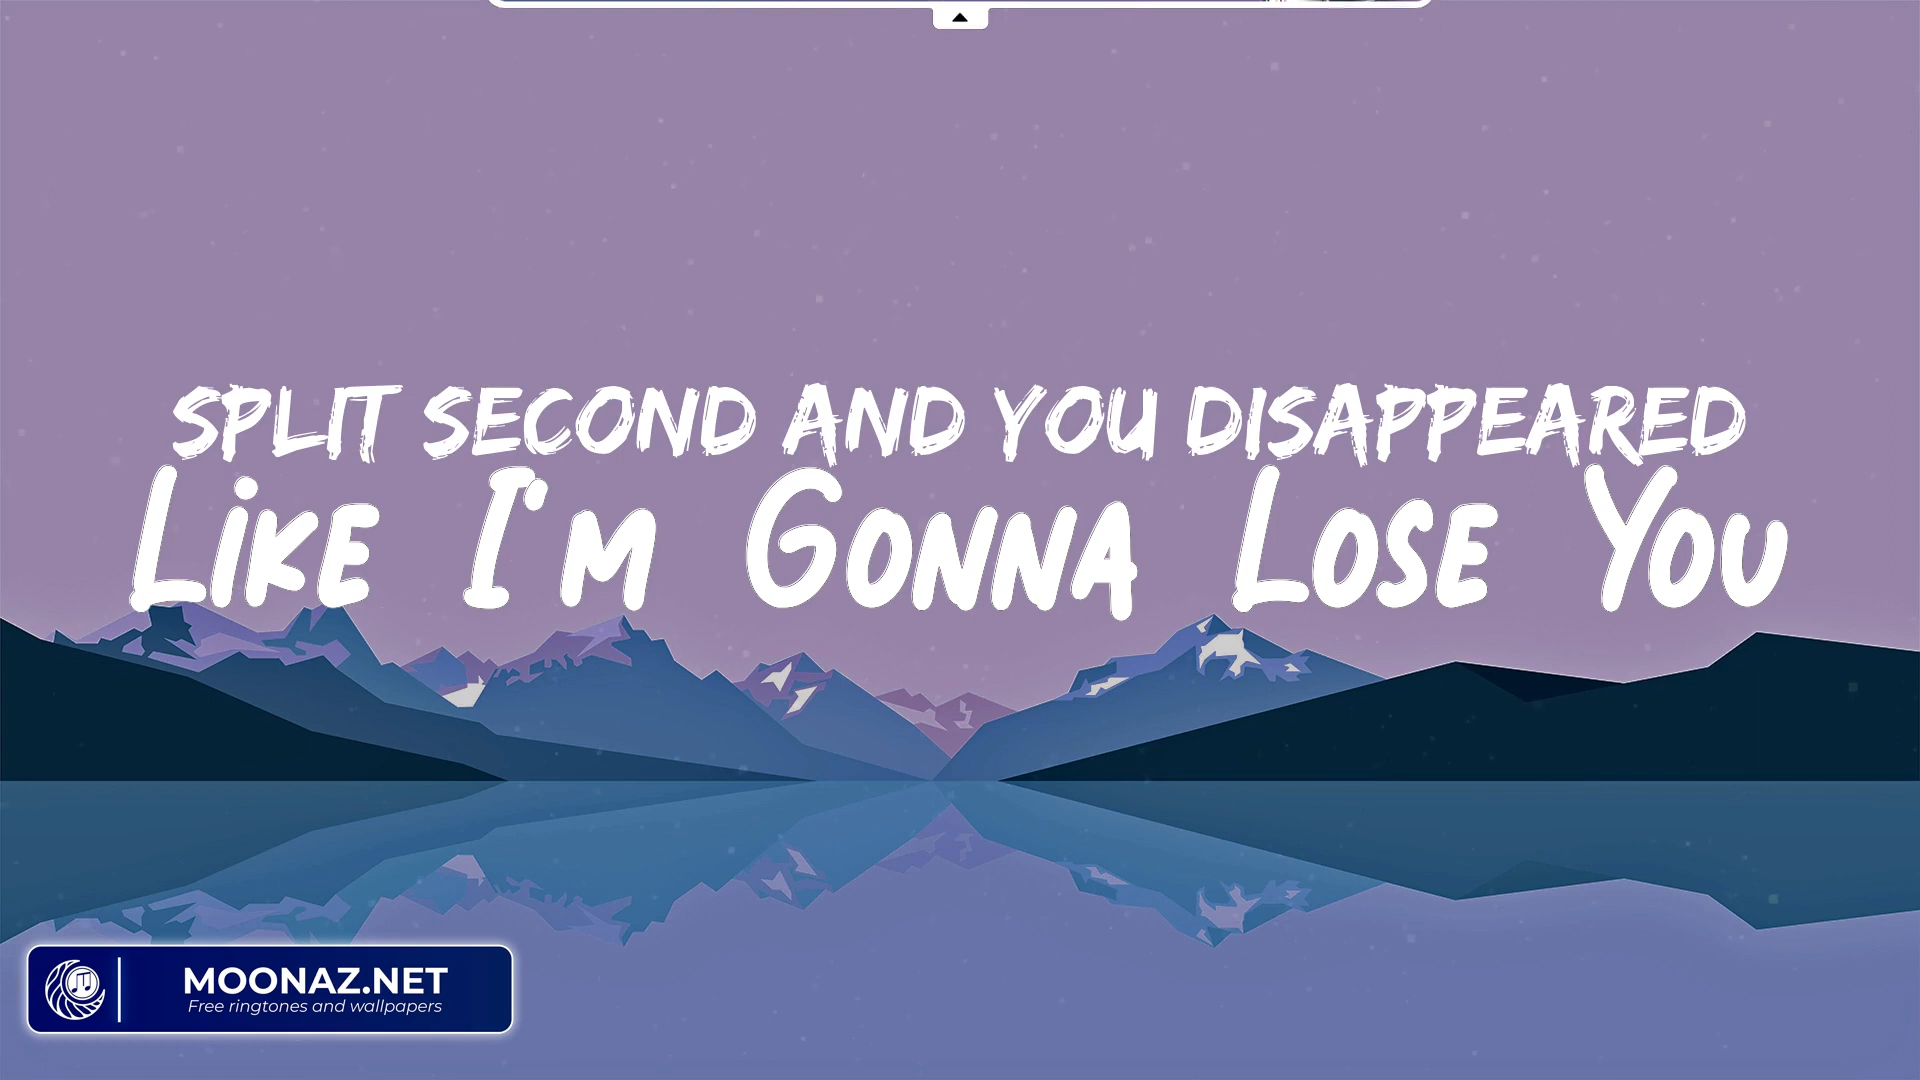 SPLIT SECOND AND YOU DISAPPEARED
LiKE I'M GONNA LOSE YOU
MOONAZ.NET
Free ringtones and wallpapers